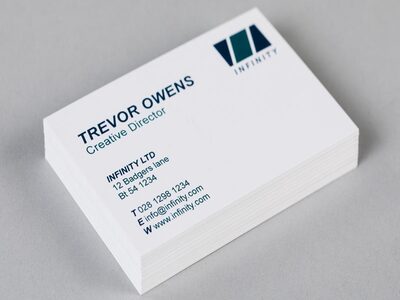 INFINITY
TREVOR OWENS
Creative Director
INFINITY LTD
12 Badgers lane
Bt 54 1234
T 028 1298 1234
E info@infinity.com
W www.infinity.com